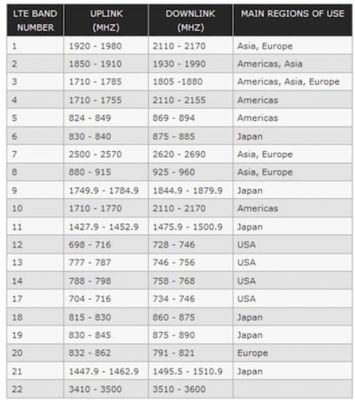 LTE BAND NUMBER UPLINK (MHZ) DOWNLINK (MHZ) MAIN REGIONS OF USE
1 1920 - 1980 2110 - 2170 Asia, Europe
2 1850 - 1910 1930 - 1990 Americas, Asia
3 1710 - 1785 1805 -1880 Americas, Asia, Europe
4 1710 - 1755 2110 - 2155 Americas
5 824 - 849 869 - 894 Americas
6 830 - 840 875 - 885 Japan
7 2500 - 2570 2620 - 2690 Asia, Europe
8 880 - 915 925 - 960 Asia, Europe
9 1749.9 - 1784.9 1844.9 - 1879.9 Japan
10 1710 - 1770 2110 - 2170 Americas
11 1427.9 - 1452.9 1475.9 - 1500.9 Japan
12 698 - 716 728 - 746 USA
13 777 - 787 746 - 756 USA
14 788 - 798 758 - 768 USA
17 704 - 716 734 - 746 USA
18 815 - 830 860 - 875 Japan
19 830 - 845 875 - 890 Japan
20 832 - 862 791 - 821 Europe
21 1447.9 - 1462.9 1495.5 - 1510.9 Japan
22 3410 - 3500 3510 - 3600